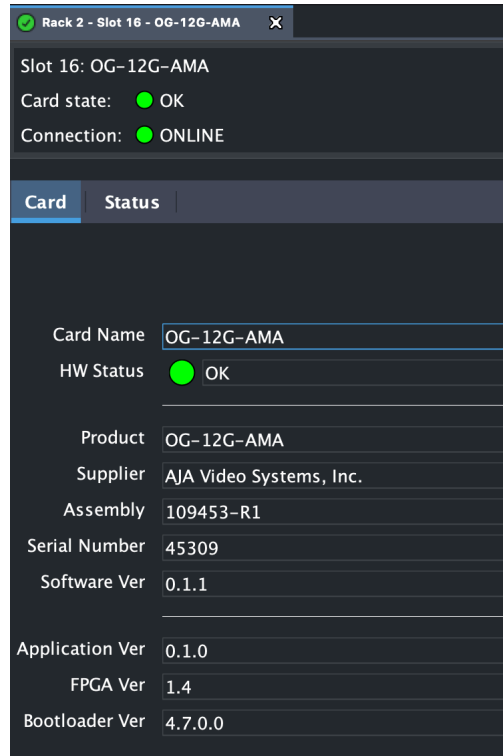 Rack 2 - Slot 16 - OG-12G-AMA
Slot 16: OG-12G-AMA
Card state: OK
Connection: ONLINE
Card Status
Card Name OG-12G-AMA
HW Status OK
Product OG-12G-AMA
Supplier AJA Video Systems, Inc.
Assembly 109453-R1
Serial Number 45309
Software Ver 0.1.1
Application Ver 0.1.0
FPGA Ver 1.4
Bootloader Ver 4.7.0.0